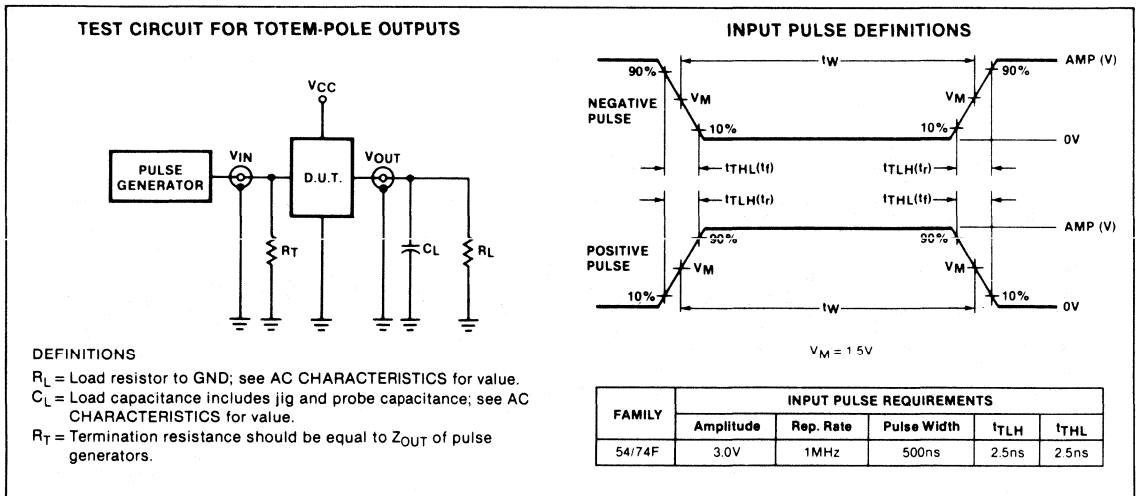 TEST CIRCUIT FOR TOTEM-POLE OUTPUTS
VCC
PULSE
GENERATOR
VIN
D.U.T.
VOUT
RT
CL
RL
DEFINITIONS
RL = Load resistor to GND; see AC CHARACTERISTICS for value.
CL = Load capacitance includes jig and probe capacitance; see AC
CHARACTERISTICS for value.
RT = Termination resistance should be equal to ZOUT of pulse
generators.
INPUT PULSE DEFINITIONS
tW
AMP (V)
90%
90%
NEGATIVE
PULSE
VM
VM
10%
10%
0V
tTHL(tf)
tTLH(tr)
tTLH(tr)
tTHL(tf)
AMP (V)
90%
90%
POSITIVE
PULSE
VM
VM
10%
10%
tW
0V
VM = 1 5V
FAMILY
INPUT PULSE REQUIREMENTS
Amplitude Rep. Rate Pulse Width tTLH tTHL
54/74F 3.0V 1MHz 500ns 2.5ns 2.5ns